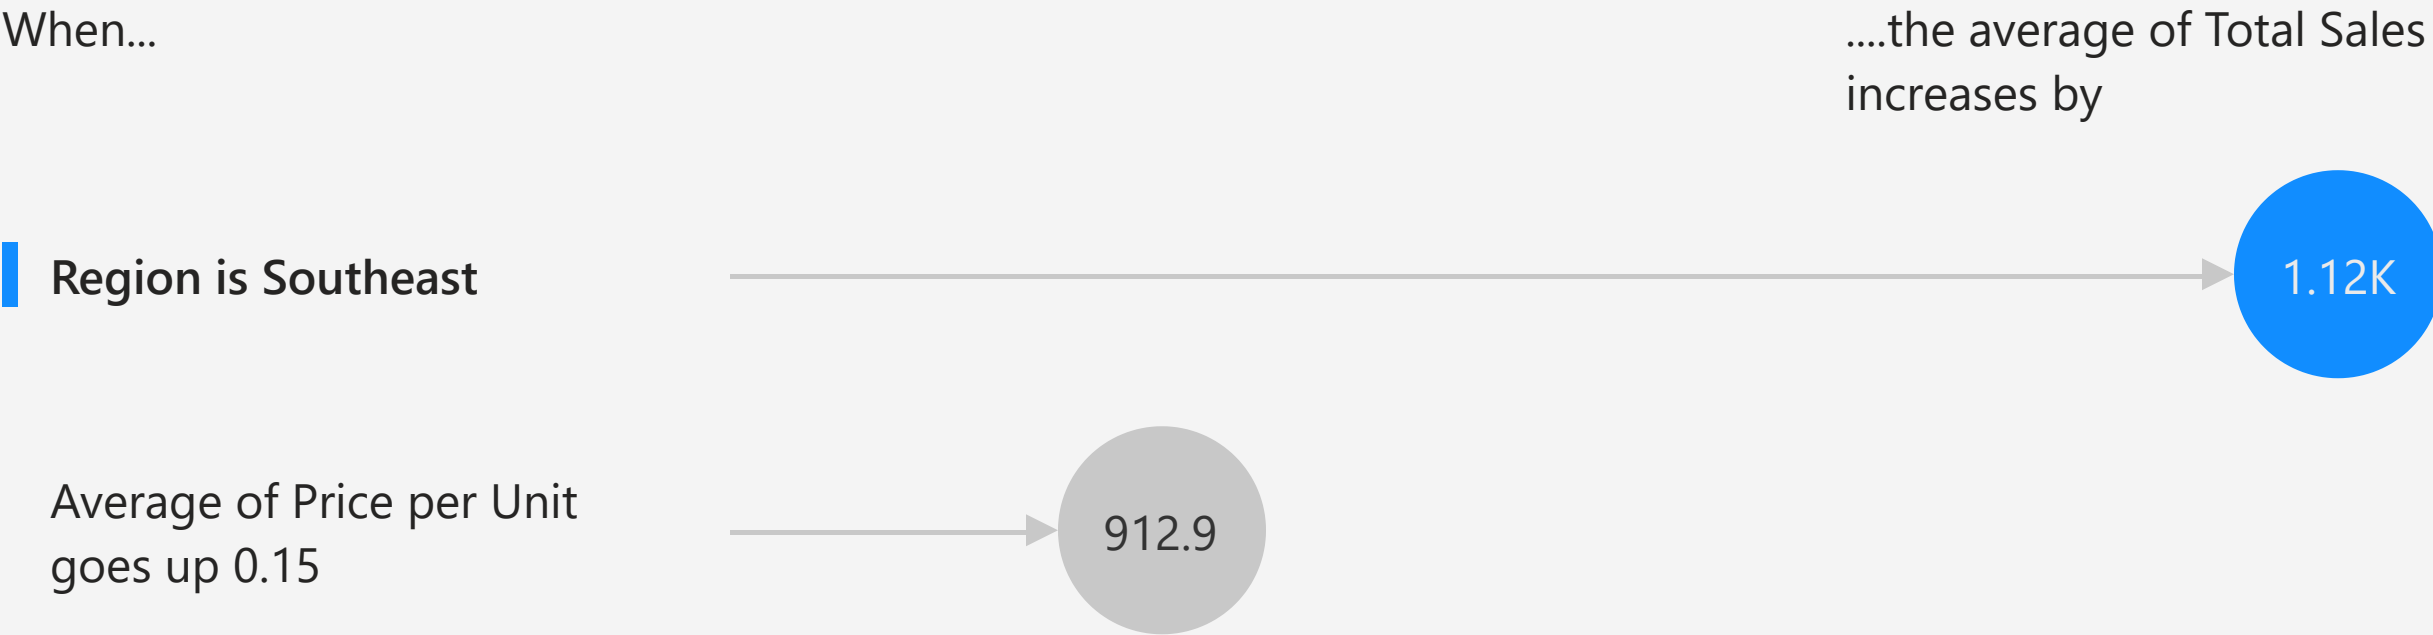 When...
....the average of Total Sales
increases by
Region is Southeast
1.12K
Average of Price per Unit
goes up 0.15
912.9